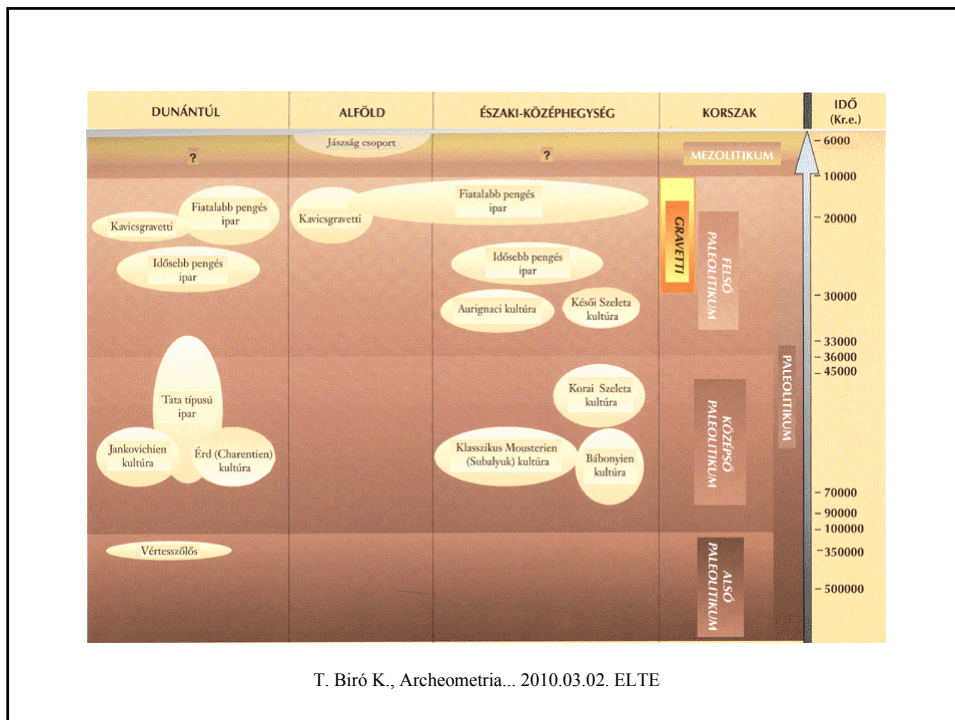 DUNÁNTÚL
ALFÖLD
ÉSZAKI-KÖZÉPHEGYSÉG
KORSZAK
IDŐ
(Kr.e.)
?
Jászság csoport
?
MEZOLITIKUM
6000
10000
Kavicsgravetti
Fiatalabb pengés
ipar
Kavicsgravetti
Fiatalabb pengés
ipar
GRAVETTI
FELSŐ
PALEOLITIKUM
20000
Idősebb pengés
ipar
Idősebb pengés
ipar
Aurignaci kultúra
Késői Szeleta
kultúra
30000
33000
36000
45000
PALEOLITIKUM
Tata típusú
ipar
Korai Szeleta
kultúra
KÖZÉPSŐ
PALEOLITIKUM
Jankovichien
kultúra
Érd (Charentien)
kultúra
Klasszikus Mousterien
(Subalyuk) kultúra
Bábonyien
kultúra
70000
90000
100000
Vértesszőlős
ALSÓ
PALEOLITIKUM
350000
500000
T. Biró K., Archeometria... 2010.03.02. ELTE